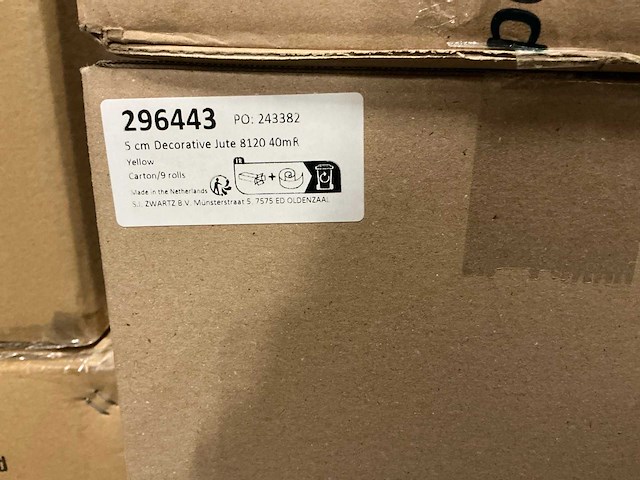 296443 PO: 243382
5 cm Decorative Jute 8120 40mR
Yellow
Carton/9 rolls
Made in the Netherlands
S.I. ZWARTZ B.V. Münsterstraat 5, 7575 ED OLDENZAAL